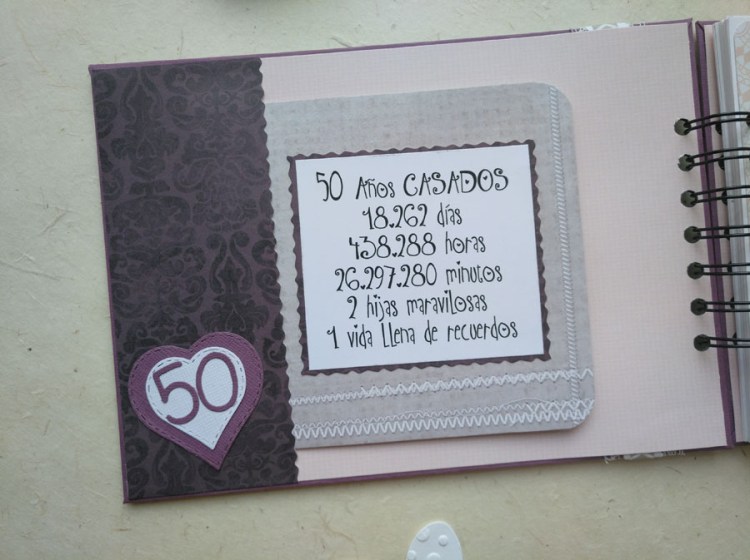 50 Años CASADOS
18.262 días
438.288 horas
26.297.280 minutos
2 hijas maravilosas
1 vida llena de recuerdos
50